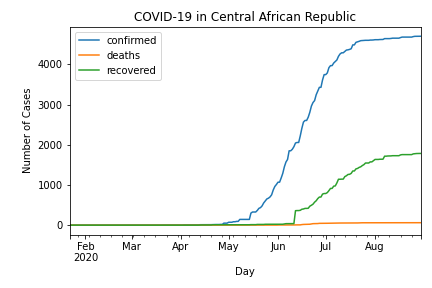 COVID-19 in Central African Republic
confirmed
deaths
recovered
Number of Cases
4000
3000
2000
1000
0
Feb Mar Apr May Jun Jul Aug
2020
Day